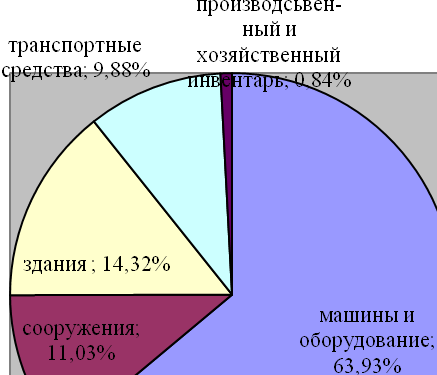 производсьвен-
ный и
хозяйственный
инвентарь; 0,84%
транспортные
средства; 9,88%
здания ; 14,32%
сооружения;
11,03%
машины и
оборудование;
63,93%